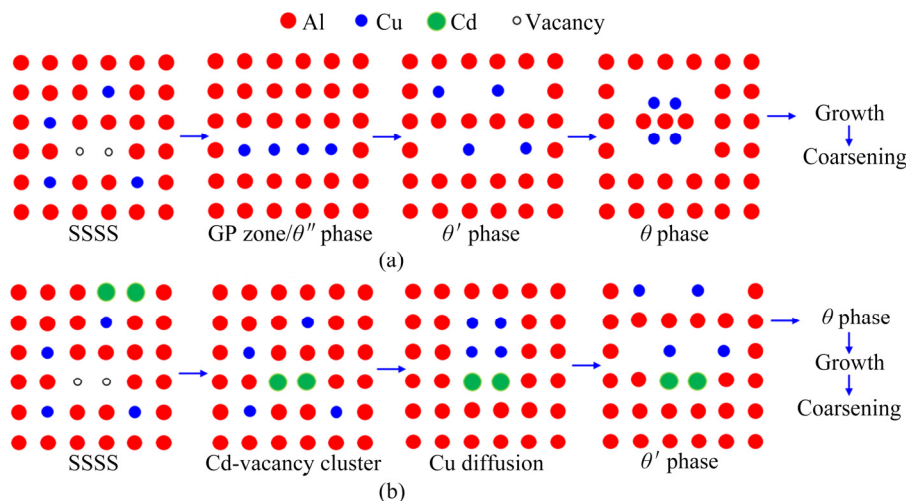 Al Cu Cd Vacancy
Growth
Coarsening
SSSS GP zone/θ″ phase θ′ phase θ phase
(a)
θ phase
Growth
Coarsening
SSSS Cd-vacancy cluster Cu diffusion θ′ phase
(b)